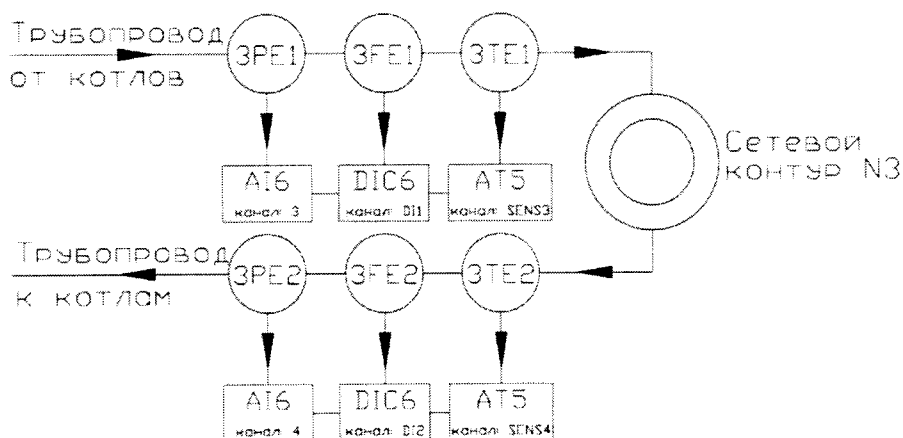 Трубопровод
от котлов
3PE1 3FE1 3TE1
AI6 DIC6 AT5
канал: 3 канал: DI1 канал: SENS3
Сетевой
контур N3
Трубопровод
к котлам
3PE2 3FE2 3TE2
AI6 DIC6 AT5
канал: 4 канал: DI2 канал: SENS4